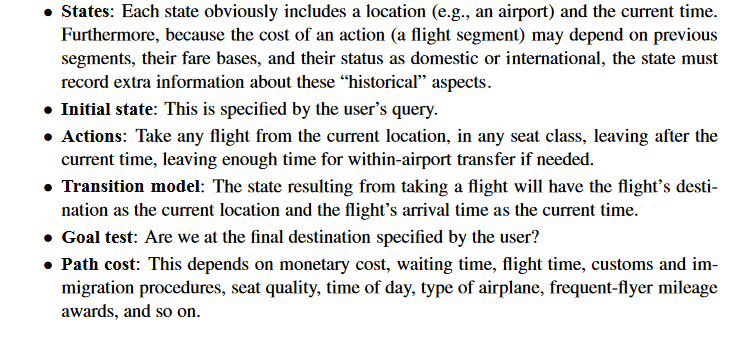 • States: Each state obviously includes a location (e.g., an airport) and the current time.
Furthermore, because the cost of an action (a flight segment) may depend on previous
segments, their fare bases, and their status as domestic or international, the state must
record extra information about these “historical” aspects.
• Initial state: This is specified by the user’s query.
• Actions: Take any flight from the current location, in any seat class, leaving after the
current time, leaving enough time for within-airport transfer if needed.
• Transition model: The state resulting from taking a flight will have the flight’s desti-
nation as the current location and the flight’s arrival time as the current time.
• Goal test: Are we at the final destination specified by the user?
• Path cost: This depends on monetary cost, waiting time, flight time, customs and im-
migration procedures, seat quality, time of day, type of airplane, frequent-flyer mileage
awards, and so on.